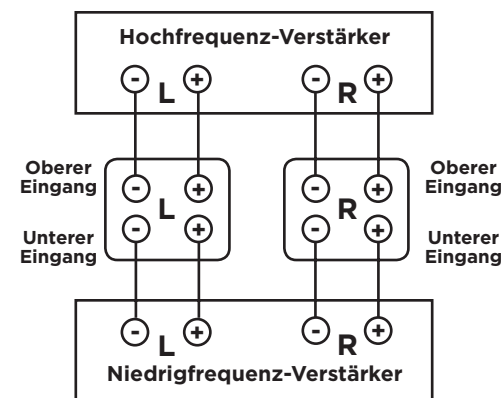 Hochfrequenz-Verstärker
- L + - R +
Oberer
Eingang
- L +
- R +
Oberer
Eingang
Unterer
Eingang
- +
- +
Unterer
Eingang
- L + - R +
Niedrigfrequenz-Verstärker